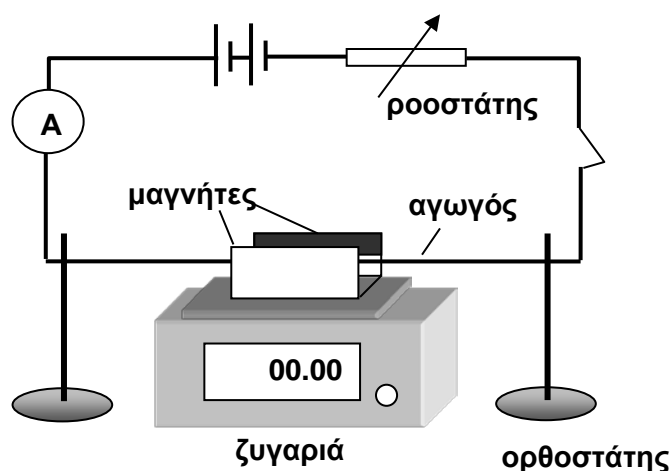 ροοστάτης
Α
μαγνήτες
αγωγός
00.00
ζυγαριά
ορθοστάτης